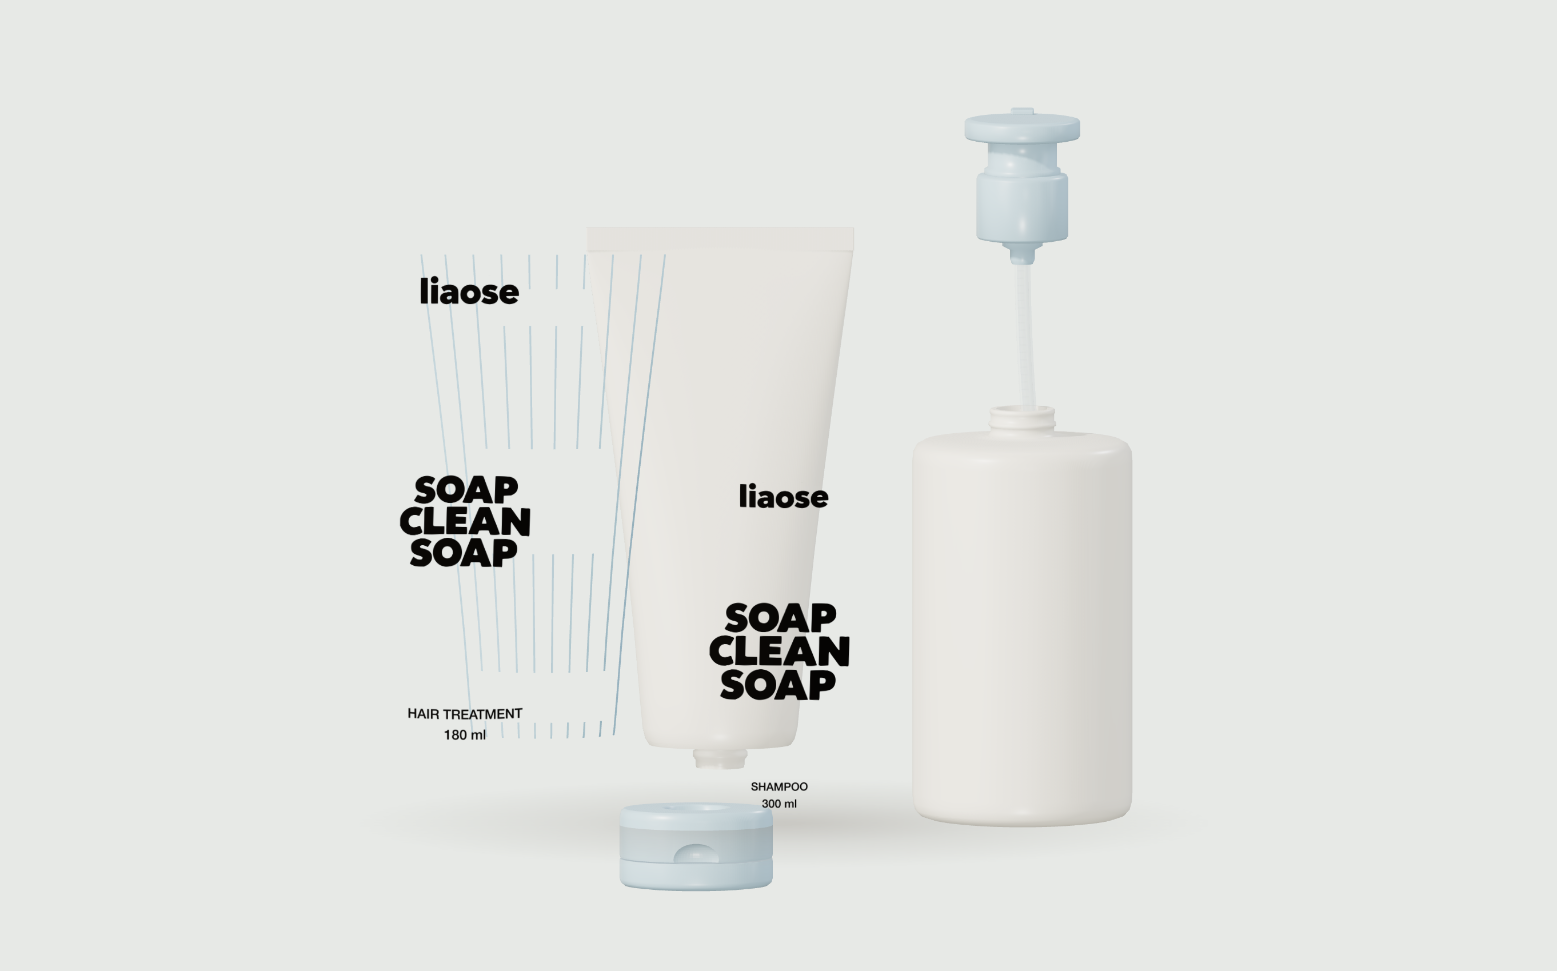 liaose
SOAP
CLEAN
SOAP
HAIR TREATMENT
180 ml
liaose
SOAP
CLEAN
SOAP
SHAMPOO
300 ml